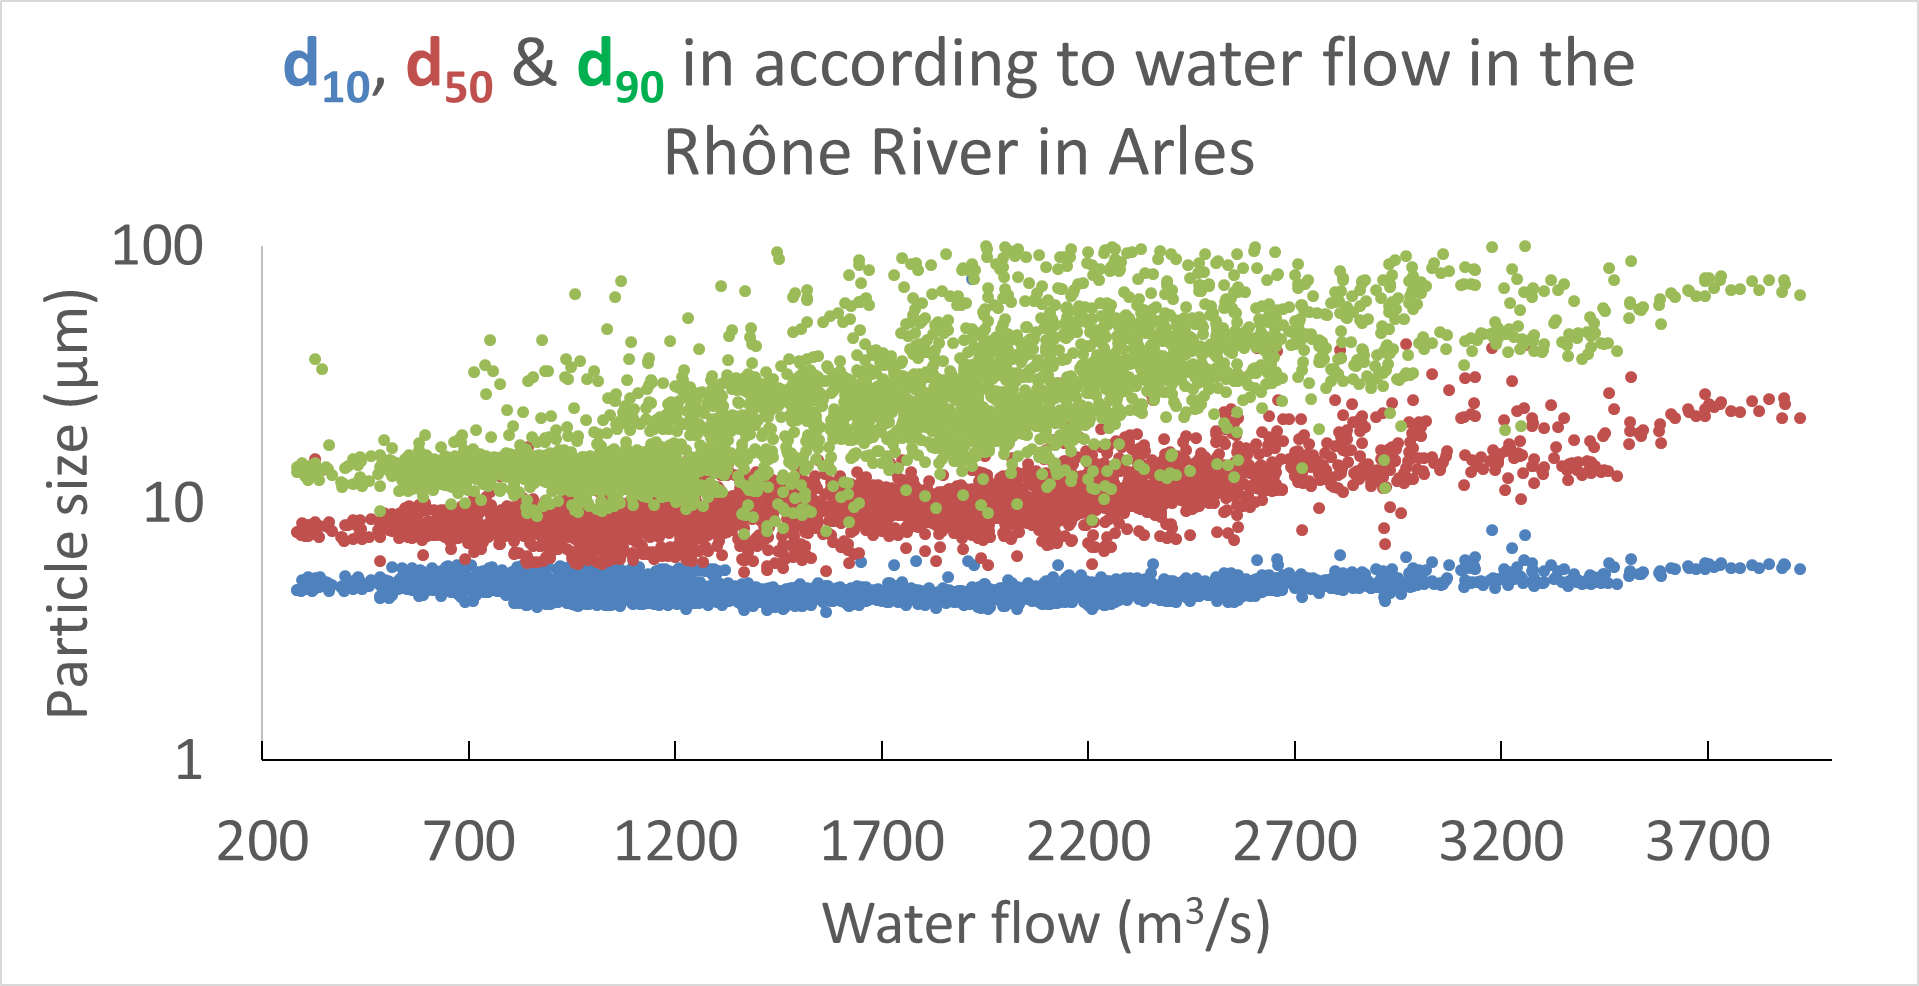 d10, d50 & d90 in according to water flow in the
Rhône River in Arles
100
10
1
Particle size (µm)
200 700 1200 1700 2200 2700 3200 3700
Water flow (m³/s)